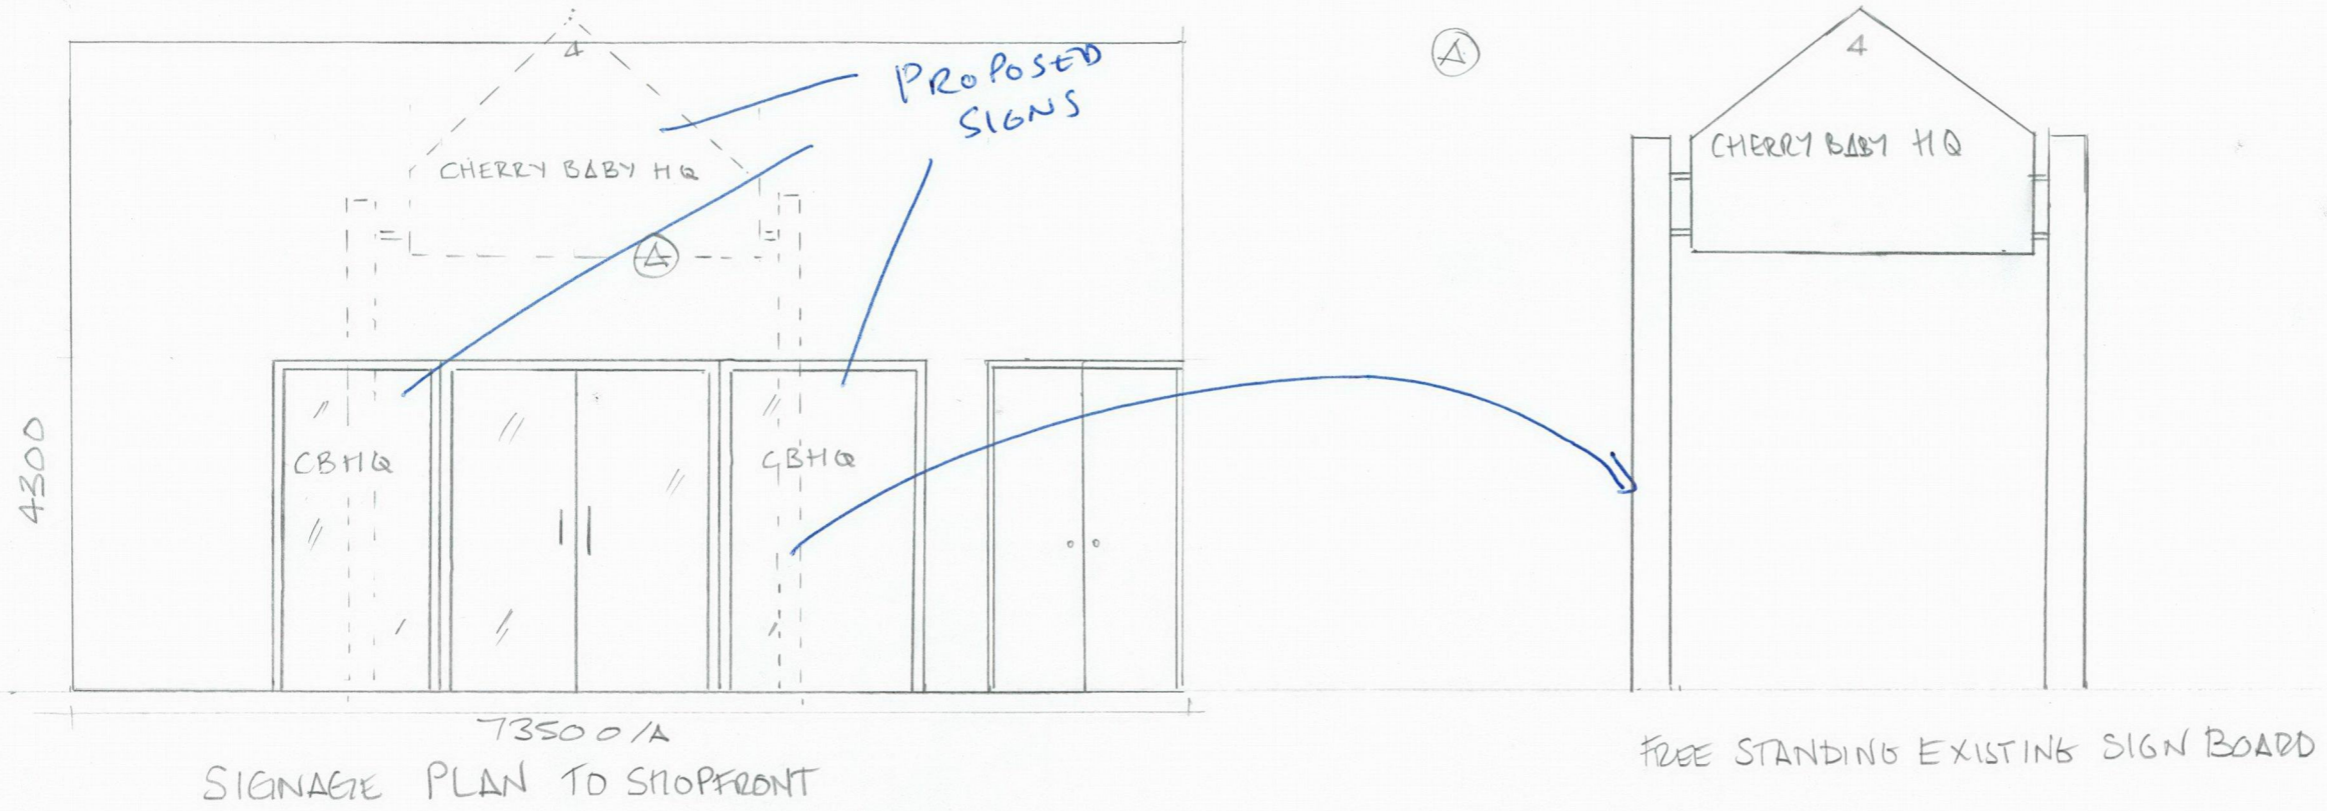 4
PROPOSED
SIGNS
CHERRY BABY HQ
A
CBHQ
CBHQ
4300
7350 O/A
SIGNAGE PLAN TO SHOPFRONT
A
4
CHERRY BABY HQ
FREE STANDING EXISTING SIGN BOARD